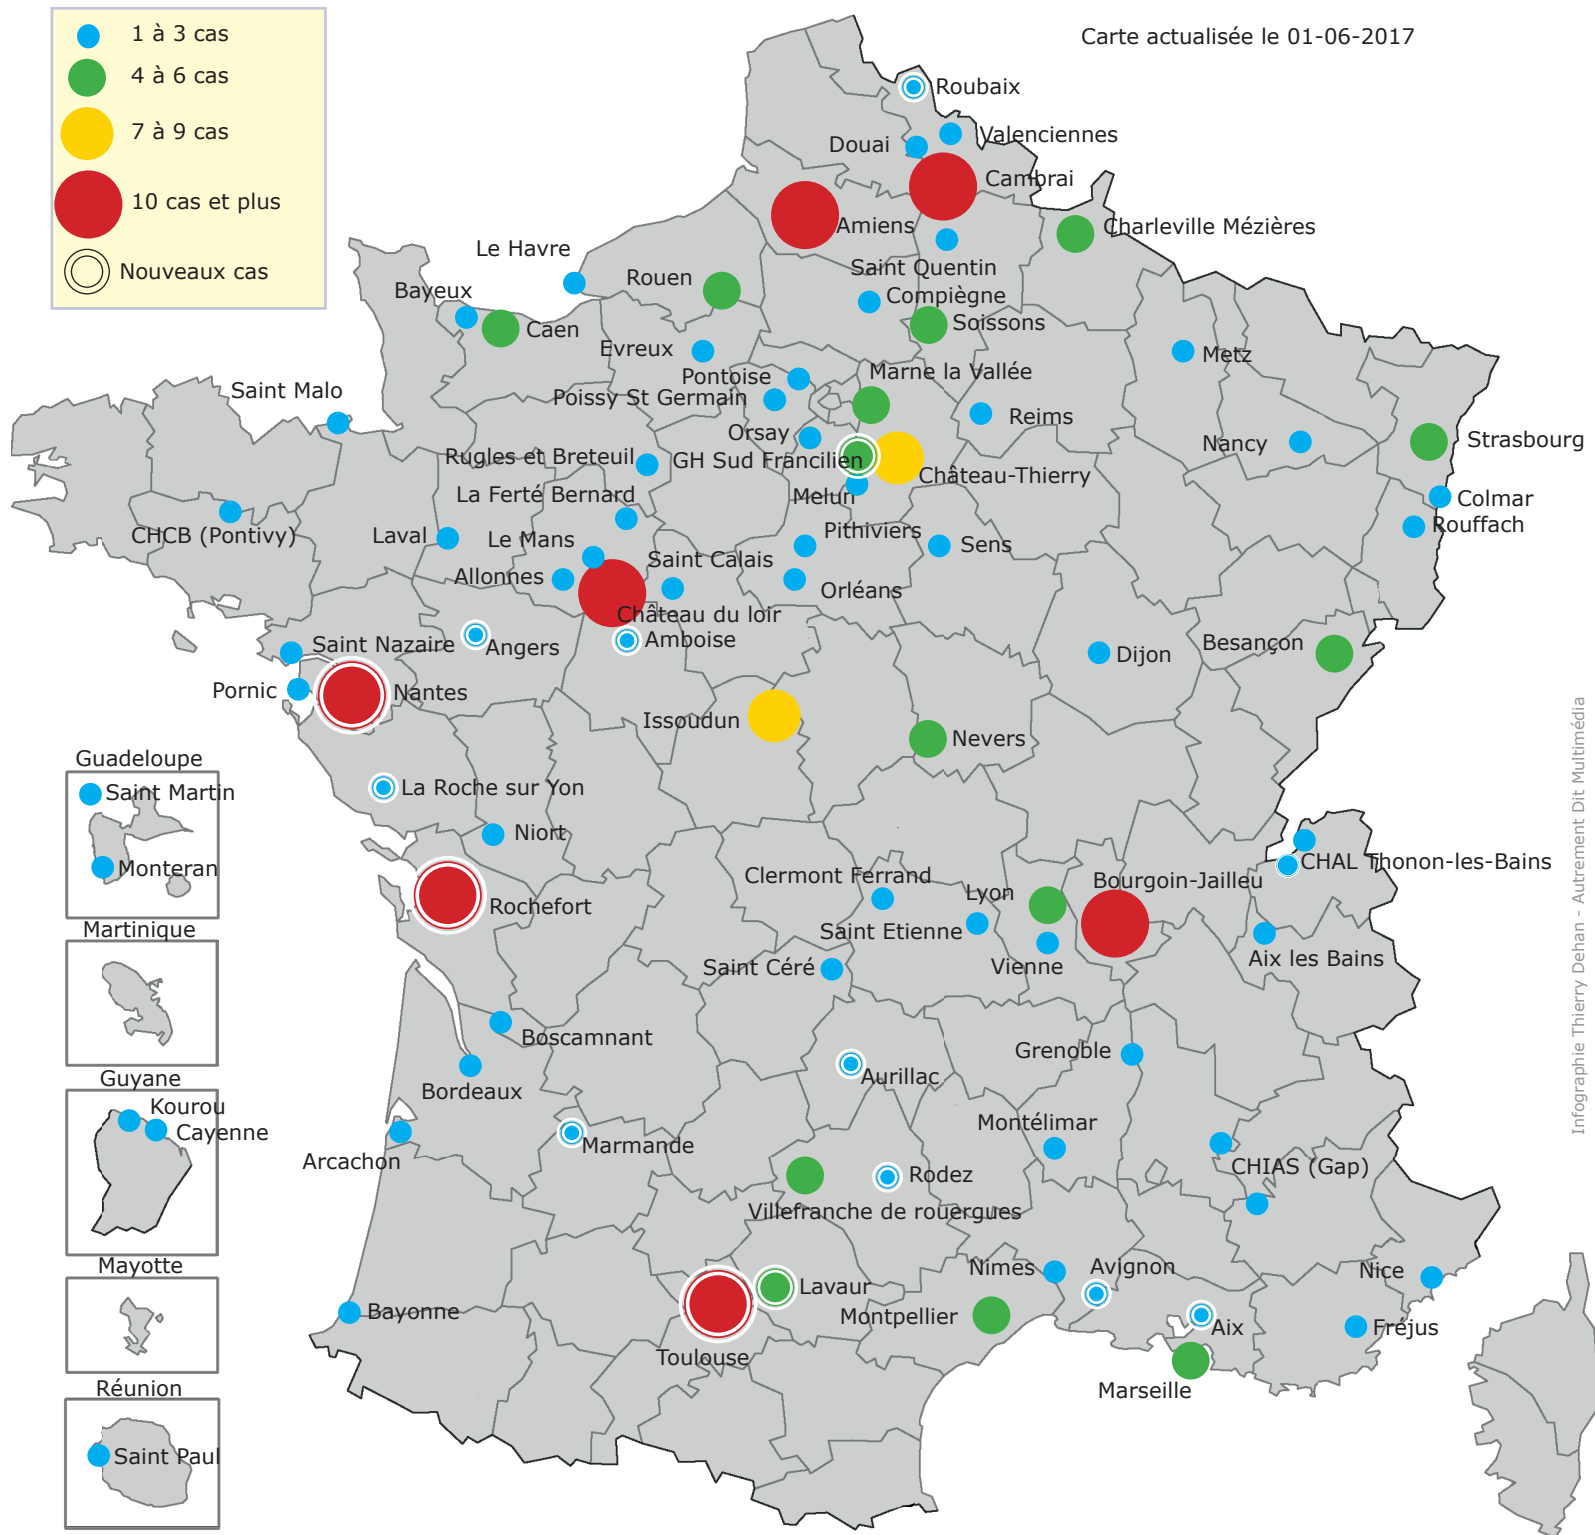 1 à 3 cas
4 à 6 cas
7 à 9 cas
10 cas et plus
Nouveaux cas
Carte actualisée le 01-06-2017
Roubaix
Valenciennes
Douai
Cambrai
Amiens
Charleville Mézières
Le Havre
Saint Quentin
Rouen
Bayeux
Compiègne
Caen
Soissons
Evreux
Metz
Marne la Vallée
Pontoise
Saint Malo
Poissy St Germain
Reims
Orsay
Nancy
Strasbourg
Rugles et Breteuil
GH Sud Francilien
Château-Thierry
La Ferté Bernard
Melun
Colmar
Rouffach
CHCB (Pontivy)
Laval
Le Mans
Pithiviers
Sens
Saint Calais
Allonnes
Orléans
Château du loir
Saint Nazaire
Angers
Amboise
Dijon
Besançon
Pornic
Nantes
Issoudun
Nevers
Guadeloupe
Saint Martin
La Roche sur Yon
Niort
Monteran
CHAL Thonon-les-Bains
Clermont Ferrand
Lyon
Bourgoin-Jailleu
Rochefort
Martinique
Saint Etienne
Vienne
Aix les Bains
Saint Céré
Boscamnant
Grenoble
Guyane
Aurillac
Bordeaux
Kourou
Cayenne
Montélimar
Marmande
Arcachon
CHIAS (Gap)
Rodez
Villefranche de rouergues
Mayotte
Nimes
Avignon
Nice
Lavaur
Bayonne
Montpellier
Aix
Fréjus
Toulouse
Marseille
Réunion
Saint Paul
Infographie Thierry Dehan - Autrement Dit Multimédia